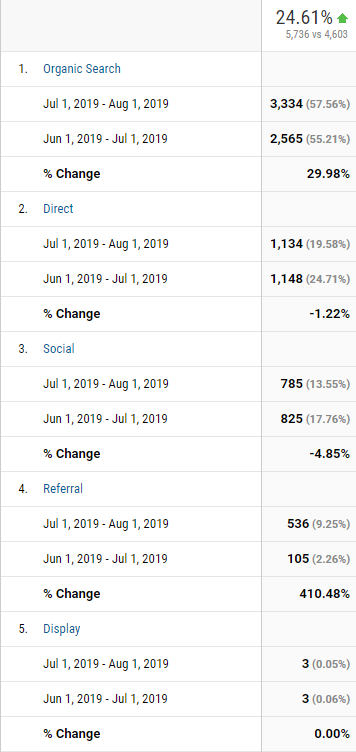 24.61%
5,736 vs 4,603
1. Organic Search
Jul 1, 2019 - Aug 1, 2019 3,334 (57.56%)
Jun 1, 2019 - Jul 1, 2019 2,565 (55.21%)
% Change 29.98%
2. Direct
Jul 1, 2019 - Aug 1, 2019 1,134 (19.58%)
Jun 1, 2019 - Jul 1, 2019 1,148 (24.71%)
% Change -1.22%
3. Social
Jul 1, 2019 - Aug 1, 2019 785 (13.55%)
Jun 1, 2019 - Jul 1, 2019 825 (17.76%)
% Change -4.85%
4. Referral
Jul 1, 2019 - Aug 1, 2019 536 (9.25%)
Jun 1, 2019 - Jul 1, 2019 105 (2.26%)
% Change 410.48%
5. Display
Jul 1, 2019 - Aug 1, 2019 3 (0.05%)
Jun 1, 2019 - Jul 1, 2019 3 (0.06%)
% Change 0.00%